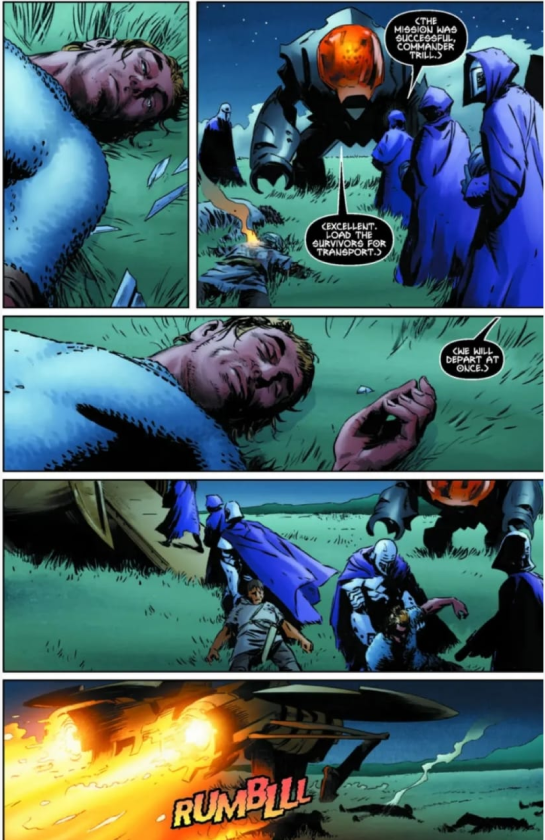 <THE
MISSION WAS
SUCCESSFUL,
COMMANDER
TRILL.>
<EXCELLENT.
LOAD THE
SURVIVORS FOR
TRANSPORT.>
<WE WILL
DEPART AT
ONCE.>
RUMBLLL